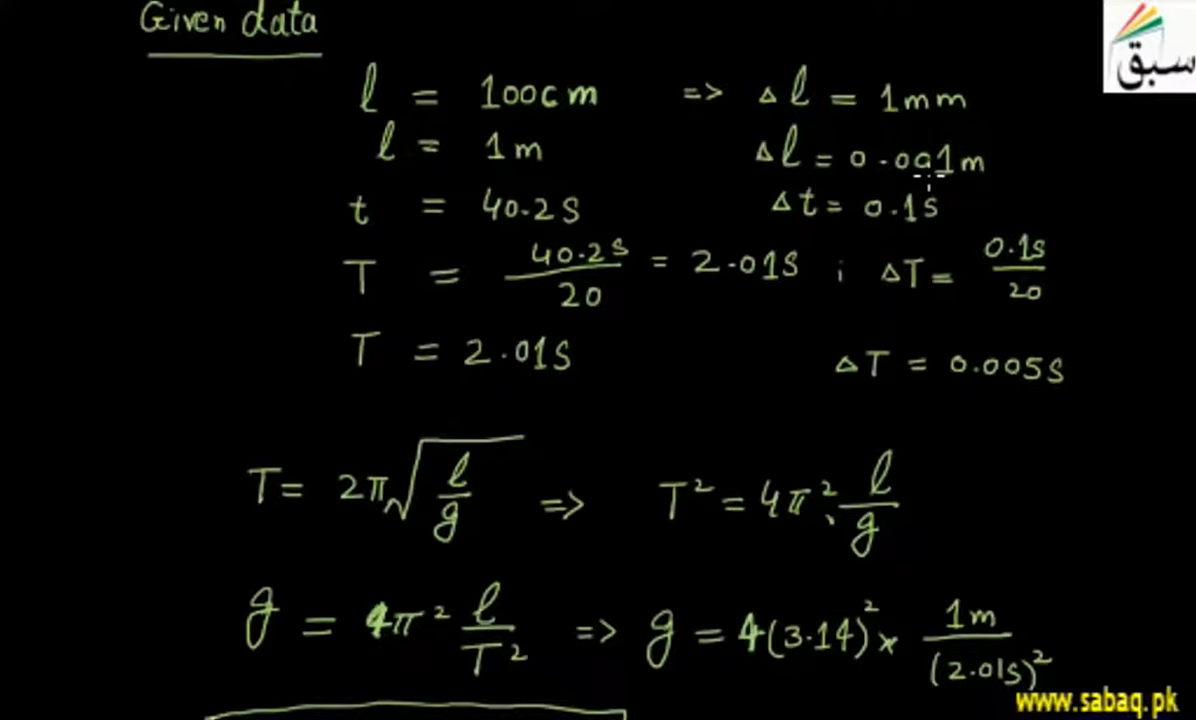 Given data
سبق
l = 100cm => Δl = 1mm
l = 1m Δl = 0.001m
t = 40.2s Δt = 0.1s
T = 40.2s/20 = 2.01s ; ΔT = 0.1s/20
T = 2.01s ΔT = 0.005s
T = 2π√(l/g) => T² = 4π² · l/g
g = 4π² l/T² => g = 4(3.14)² × 1m/(2.01s)²
www.sabaq.pk